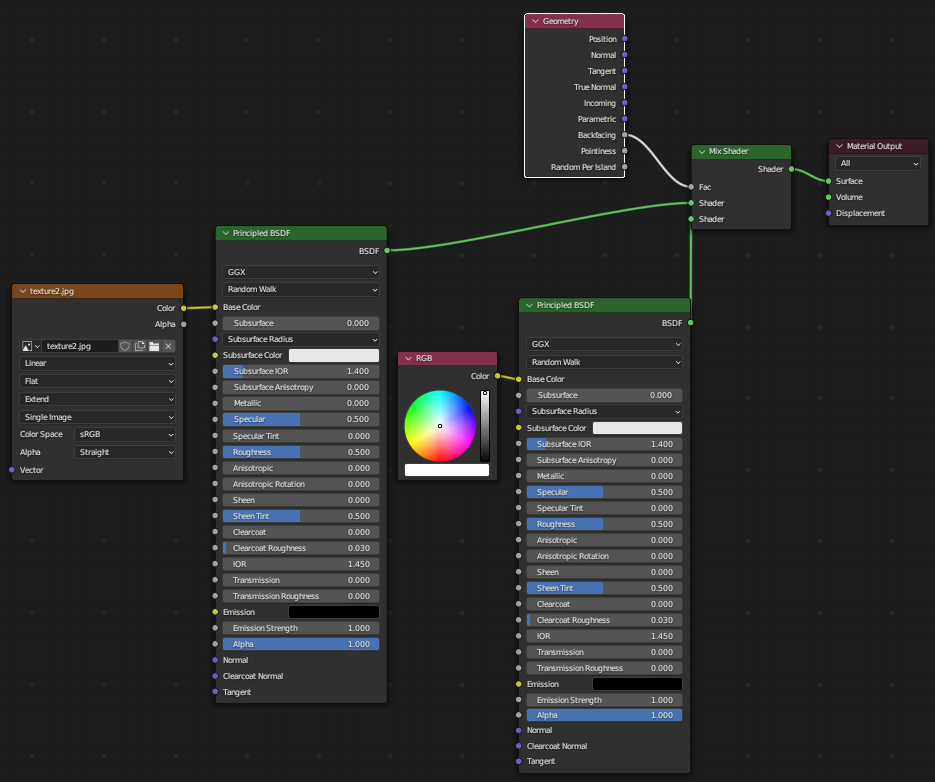 Geometry
Position
Normal
Tangent
True Normal
Incoming
Parametric
Backfacing
Pointiness
Random Per Island
Mix Shader
Shader
Fac
Shader
Shader
Material Output
All
Surface
Volume
Displacement
texture2.jpg
Color
Alpha
texture2.jpg
Linear
Flat
Extend
Single Image
Color Space sRGB
Alpha Straight
Vector
Principled BSDF
BSDF
GGX
Random Walk
Base Color
Subsurface 0.000
Subsurface Radius
Subsurface Color
Subsurface IOR 1.400
Subsurface Anisotropy 0.000
Metallic 0.000
Specular 0.500
Specular Tint 0.000
Roughness 0.500
Anisotropic 0.000
Anisotropic Rotation 0.000
Sheen 0.000
Sheen Tint 0.500
Clearcoat 0.000
Clearcoat Roughness 0.030
IOR 1.450
Transmission 0.000
Transmission Roughness 0.000
Emission
Emission Strength 1.000
Alpha 1.000
Normal
Clearcoat Normal
Tangent
RGB
Color
Principled BSDF
BSDF
GGX
Random Walk
Base Color
Subsurface 0.000
Subsurface Radius
Subsurface Color
Subsurface IOR 1.400
Subsurface Anisotropy 0.000
Metallic 0.000
Specular 0.500
Specular Tint 0.000
Roughness 0.500
Anisotropic 0.000
Anisotropic Rotation 0.000
Sheen 0.000
Sheen Tint 0.500
Clearcoat 0.000
Clearcoat Roughness 0.030
IOR 1.450
Transmission 0.000
Transmission Roughness 0.000
Emission
Emission Strength 1.000
Alpha 1.000
Normal
Clearcoat Normal
Tangent